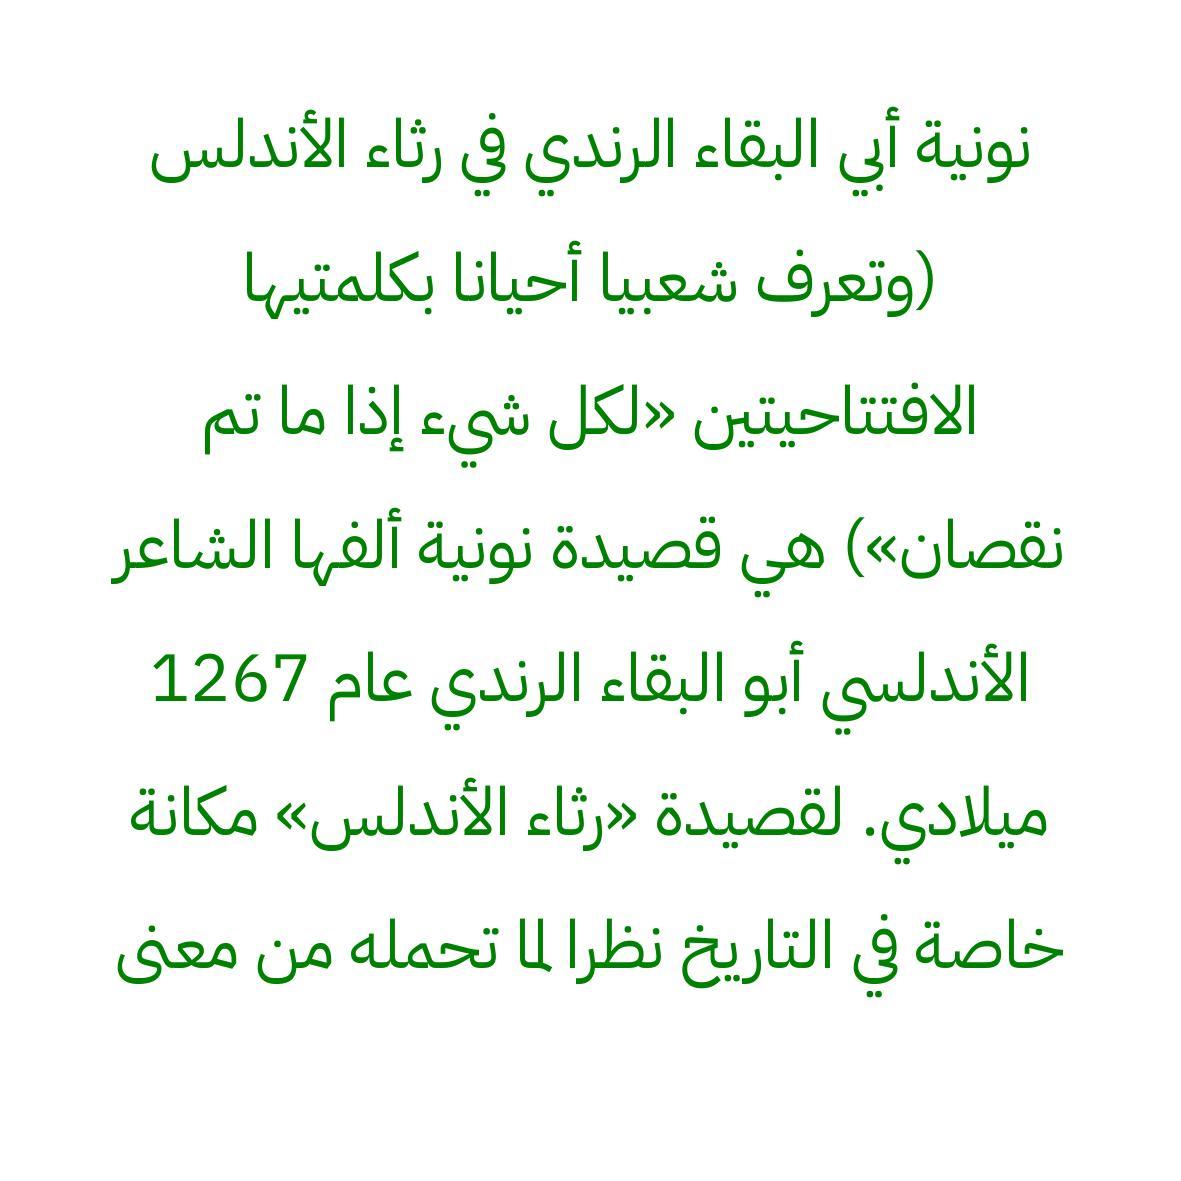 نونية أبي البقاء الرندي في رثاء الأندلس
(وتعرف شعبيا أحيانا بكلمتيها
الافتتاحيتين «لكل شيء إذا ما تم
نقصان») هي قصيدة نونية ألفها الشاعر
الأندلسي أبو البقاء الرندي عام 1267
ميلادي. لقصيدة «رثاء الأندلس» مكانة
خاصة في التاريخ نظرا لما تحمله من معنى